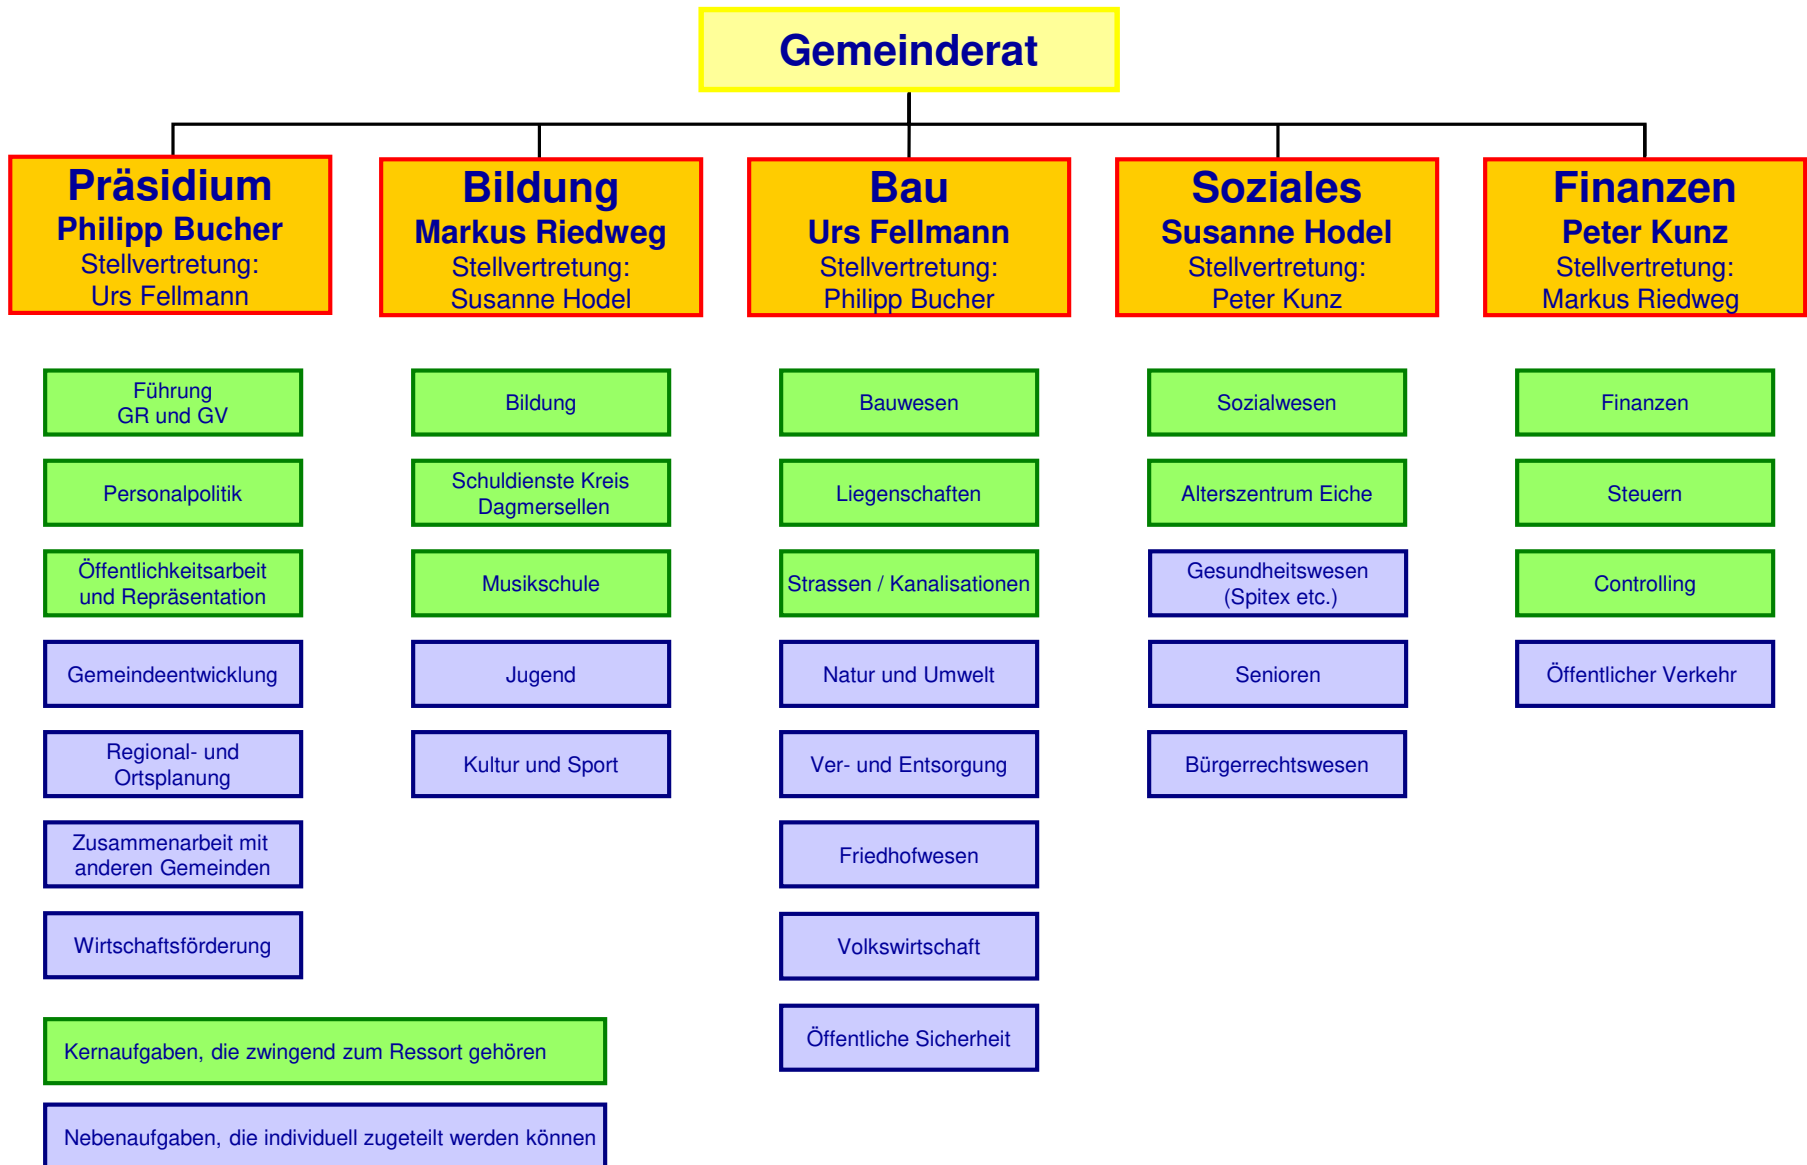 Gemeinderat
Präsidium
Philipp Bucher
Stellvertretung:
Urs Fellmann
Bildung
Markus Riedweg
Stellvertretung:
Susanne Hodel
Bau
Urs Fellmann
Stellvertretung:
Philipp Bucher
Soziales
Susanne Hodel
Stellvertretung:
Peter Kunz
Finanzen
Peter Kunz
Stellvertretung:
Markus Riedweg
Führung
GR und GV
Personalpolitik
Öffentlichkeitsarbeit
und Repräsentation
Gemeindeentwicklung
Regional- und
Ortsplanung
Zusammenarbeit mit
anderen Gemeinden
Wirtschaftsförderung
Bildung
Schuldienste Kreis
Dagmersellen
Musikschule
Jugend
Kultur und Sport
Bauwesen
Liegenschaften
Strassen / Kanalisationen
Natur und Umwelt
Ver- und Entsorgung
Friedhofwesen
Volkswirtschaft
Öffentliche Sicherheit
Sozialwesen
Alterszentrum Eiche
Gesundheitswesen
(Spitex etc.)
Senioren
Bürgerrechtswesen
Finanzen
Steuern
Controlling
Öffentlicher Verkehr
Kernaufgaben, die zwingend zum Ressort gehören
Nebenaufgaben, die individuell zugeteilt werden können